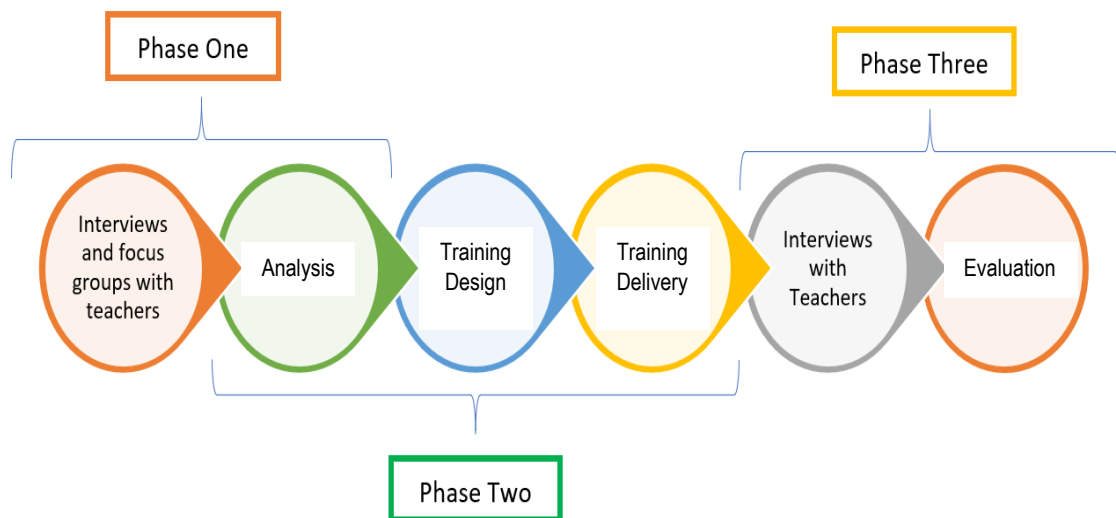 Phase One
Phase Three
Interviews
and focus
groups with
teachers
Analysis
Training
Design
Training
Delivery
Interviews
with
Teachers
Evaluation
Phase Two